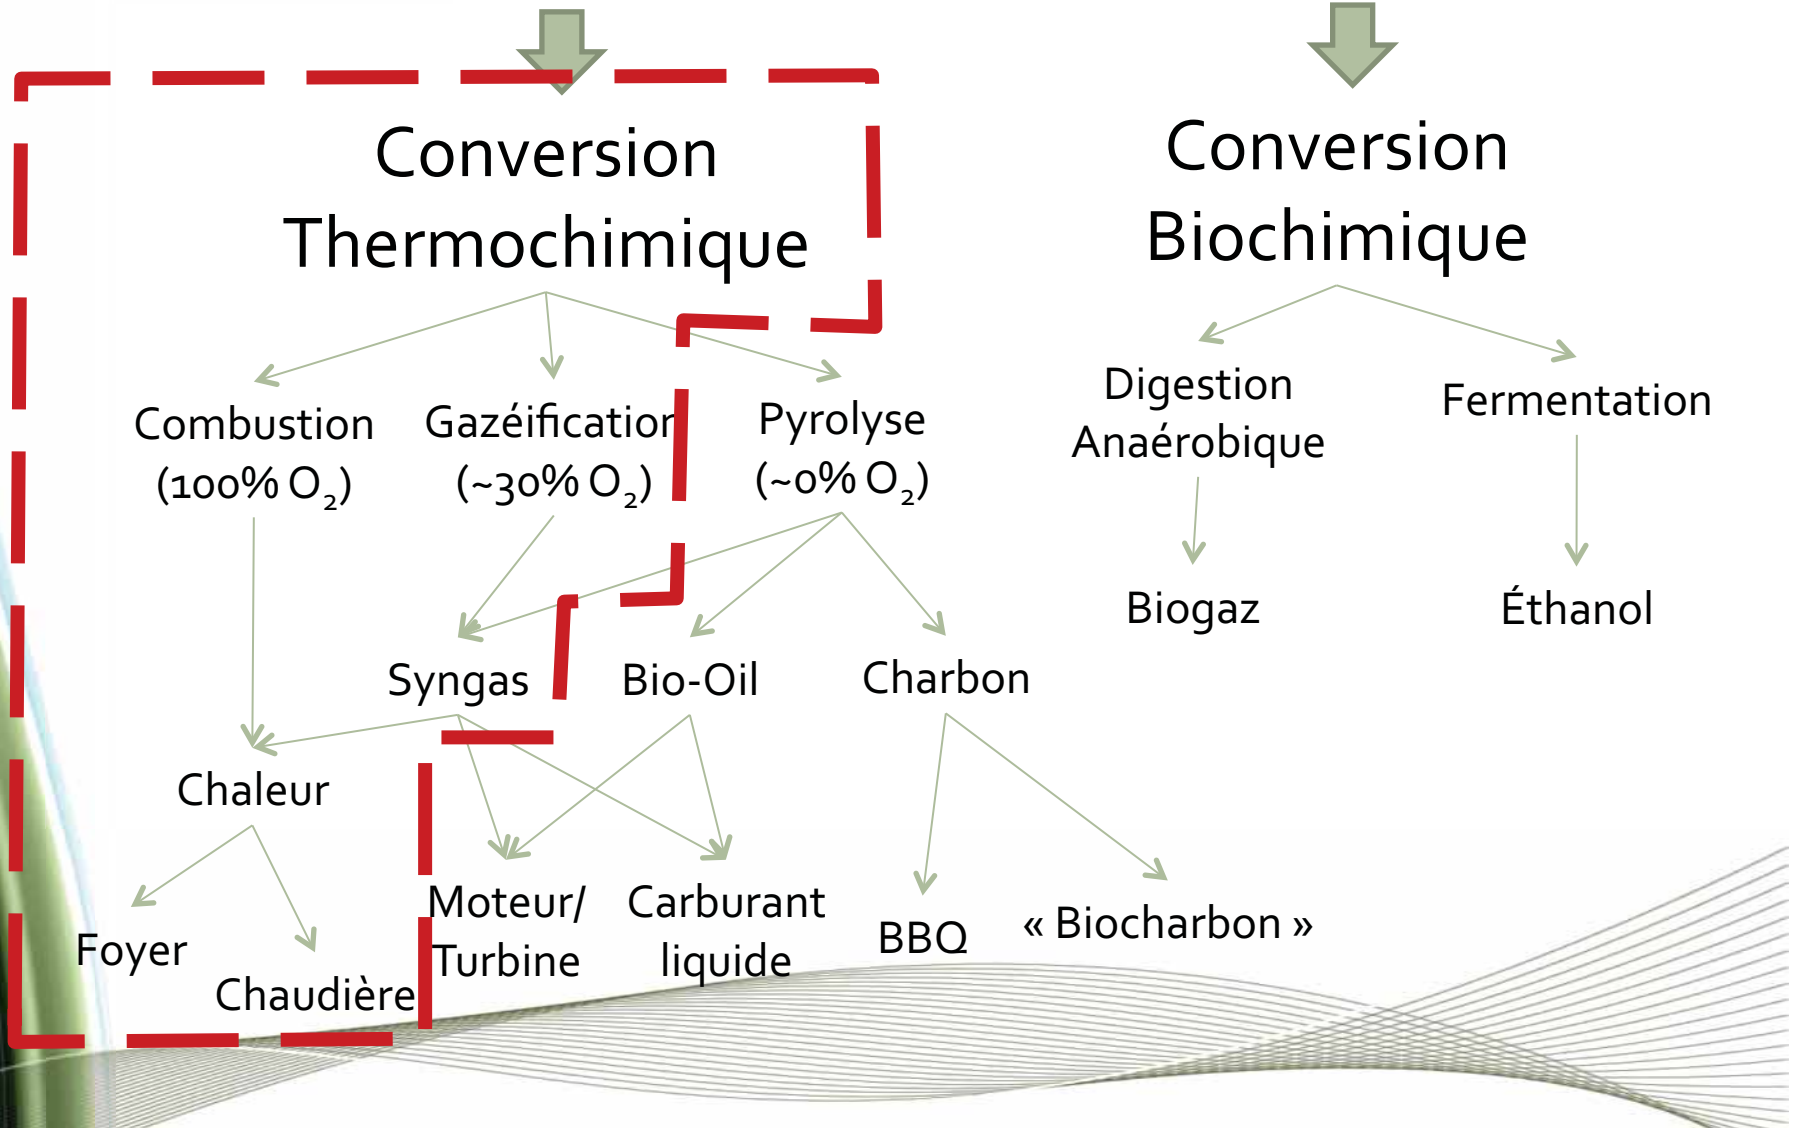 Conversion
Thermochimique
Conversion
Biochimique
Combustion
(100% O₂)
Gazéification
(~30% O₂)
Pyrolyse
(~0% O₂)
Digestion
Anaérobique
Fermentation
Biogaz
Éthanol
Syngas
Bio-Oil
Charbon
Chaleur
Foyer
Chaudière
Moteur/
Turbine
Carburant
liquide
BBQ
« Biocharbon »